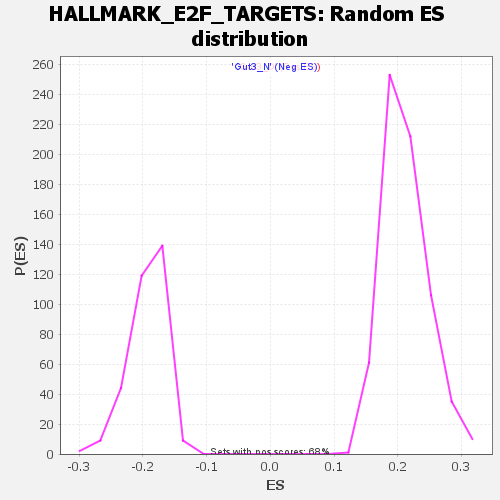 HALLMARK_E2F_TARGETS: Random ES
distribution
'Gut3_N' (Neg ES))
260
240
220
200
180
160
140
120
100
80
60
40
20
0
P(ES)
Sets with pos scores: 68%
-0.3 -0.2 -0.1 0.0 0.1 0.2 0.3
ES